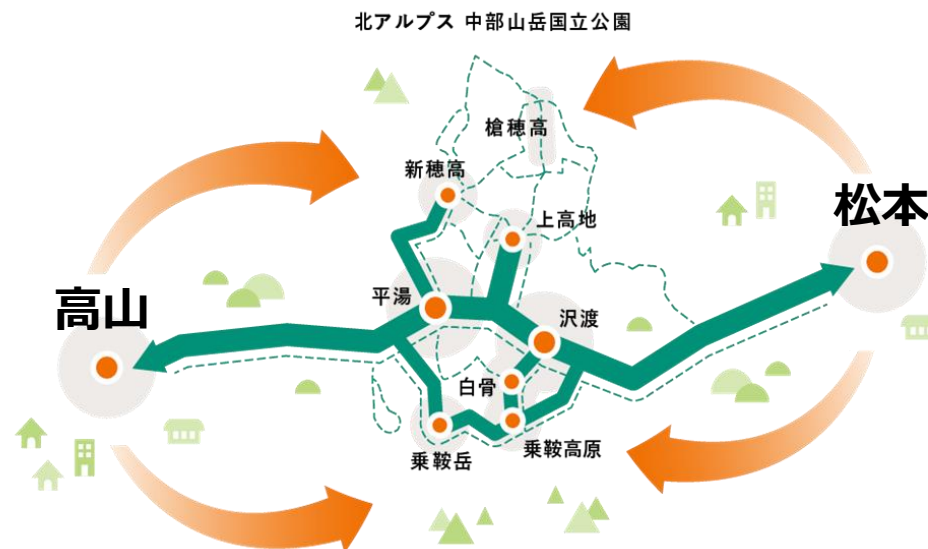 北アルプス 中部山岳国立公園
槍穂高
新穂高
上高地
松本
平湯
高山
沢渡
白骨
乗鞍岳
乗鞍高原